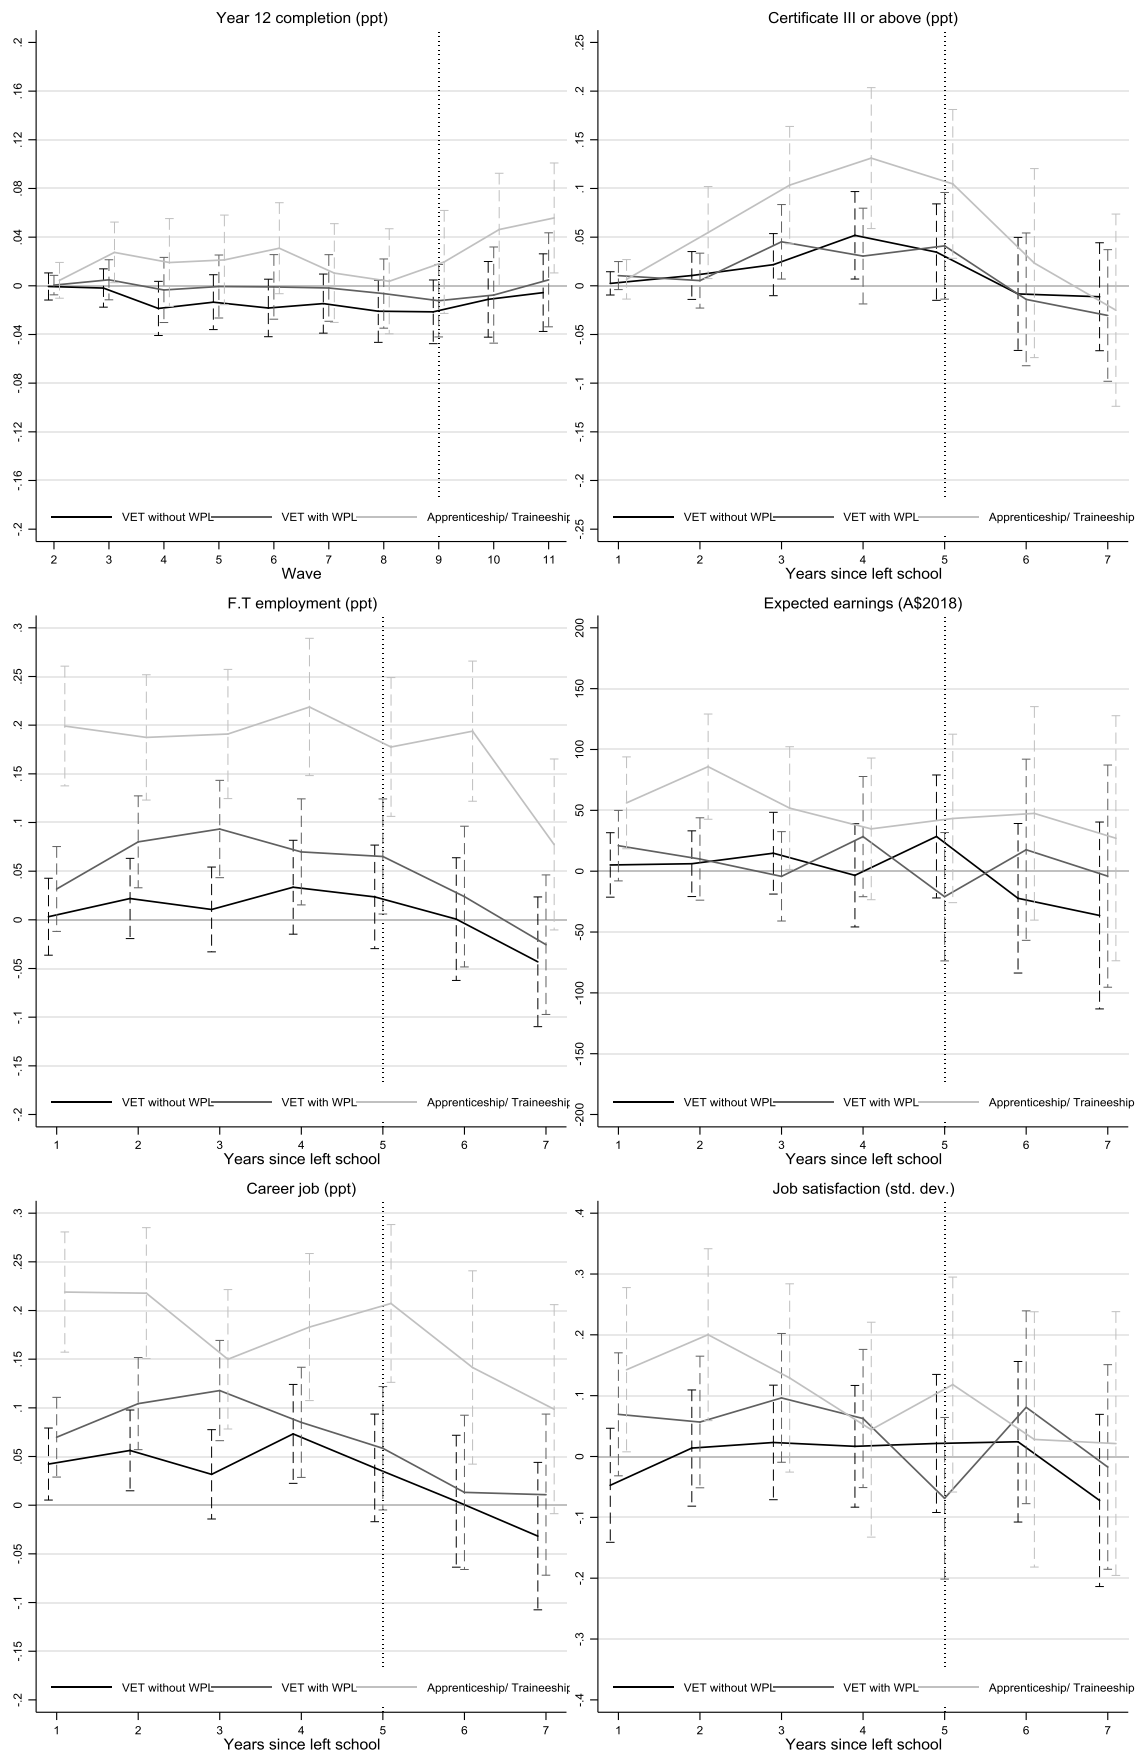 Year 12 completion (ppt)
.2
.16
.12
.08
.04
0
-.04
-.08
-.12
-.16
-.2
VET without WPL VET with WPL Apprenticeship/ Traineeship
2 3 4 5 6 7 8 9 10 11
Wave
Certificate III or above (ppt)
.25
.2
.15
.1
.05
0
-.05
-.1
-.15
-.2
-.25
VET without WPL VET with WPL Apprenticeship/ Traineeship
1 2 3 4 5 6 7
Years since left school
F.T employment (ppt)
.3
.25
.2
.15
.1
.05
0
-.05
-.1
-.15
-.2
VET without WPL VET with WPL Apprenticeship/ Traineeship
1 2 3 4 5 6 7
Years since left school
Expected earnings (A$2018)
200
150
100
50
0
-50
-100
-150
-200
VET without WPL VET with WPL Apprenticeship/ Traineeship
1 2 3 4 5 6 7
Years since left school
Career job (ppt)
.3
.25
.2
.15
.1
.05
0
-.05
-.1
-.15
-.2
VET without WPL VET with WPL Apprenticeship/ Traineeship
1 2 3 4 5 6 7
Years since left school
Job satisfaction (std. dev.)
.4
.3
.2
.1
0
-.1
-.2
-.3
-.4
VET without WPL VET with WPL Apprenticeship/ Traineeship
1 2 3 4 5 6 7
Years since left school